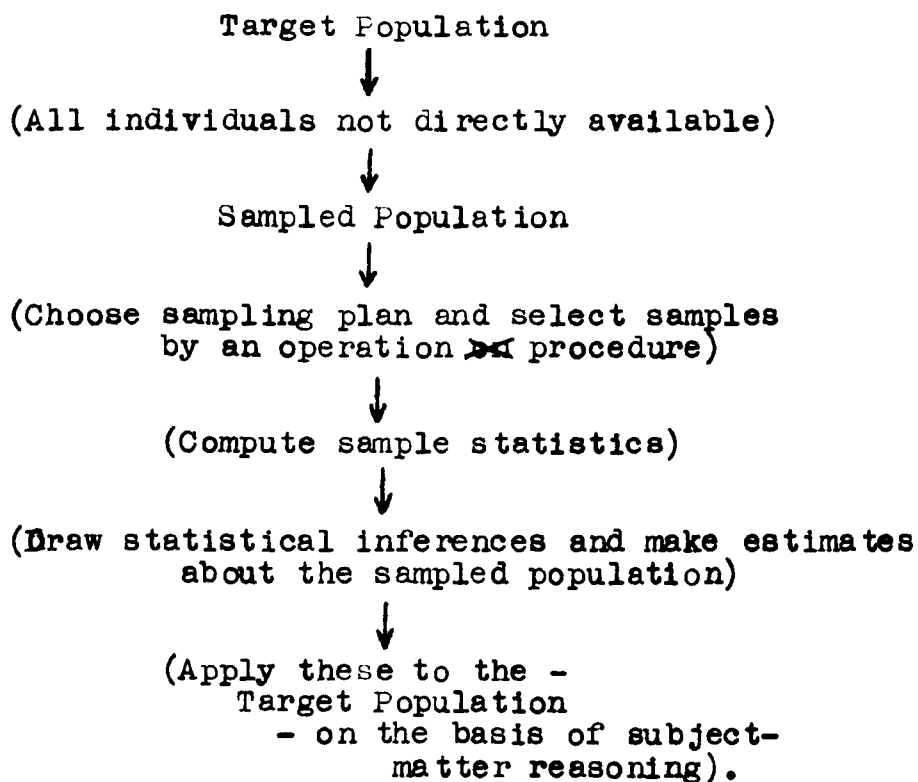 Target Population
(All individuals not directly available)
Sampled Population
(Choose sampling plan and select samples
by an operation procedure)
(Compute sample statistics)
(Draw statistical inferences and make estimates
about the sampled population)
(Apply these to the -
Target Population
- on the basis of subject-
matter reasoning).